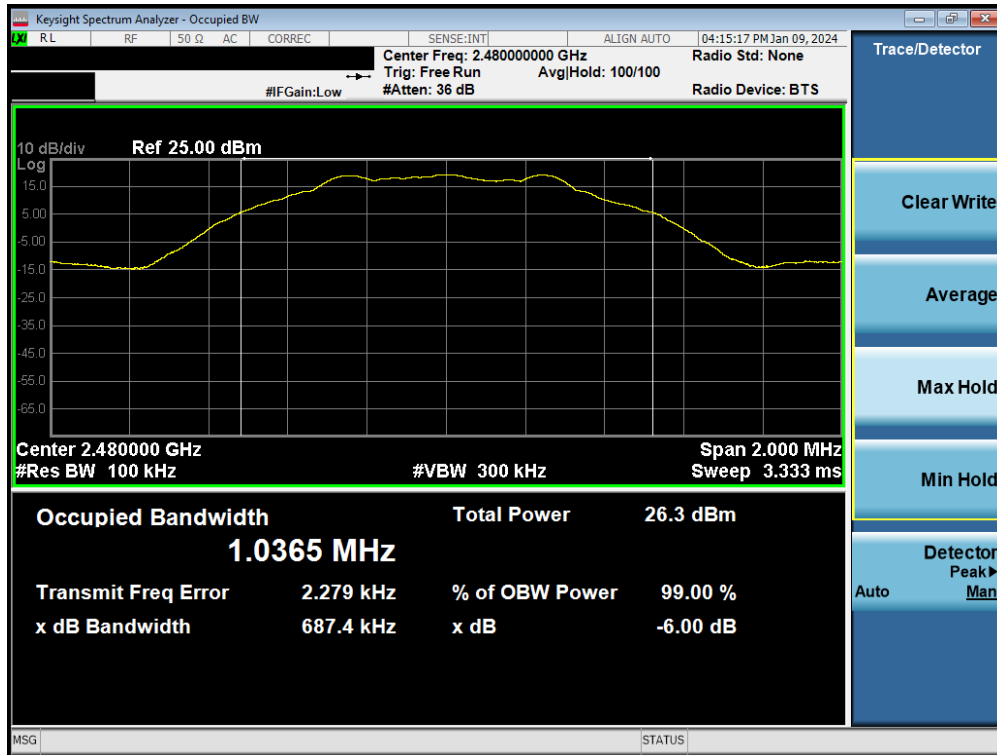 Keysight Spectrum Analyzer - Occupied BW
LXI RL RF 50 Ω AC CORREC SENSE:INT ALIGN AUTO 04:15:17 PM Jan 09, 2024
Center Freq: 2.480000000 GHz Radio Std: None
Trig: Free Run Avg|Hold: 100/100
#IFGain:Low #Atten: 36 dB Radio Device: BTS
Trace/Detector
10 dB/div Ref 25.00 dBm
Log
15.0
5.00
-5.00
-15.0
-25.0
-35.0
-45.0
-55.0
-65.0
Center 2.480000 GHz Span 2.000 MHz
#Res BW 100 kHz #VBW 300 kHz Sweep 3.333 ms
Occupied Bandwidth Total Power 26.3 dBm
1.0365 MHz
Transmit Freq Error 2.279 kHz % of OBW Power 99.00 %
x dB Bandwidth 687.4 kHz x dB -6.00 dB
Clear Write
Average
Max Hold
Min Hold
Detector
Peak▶
Auto Man
MSG STATUS